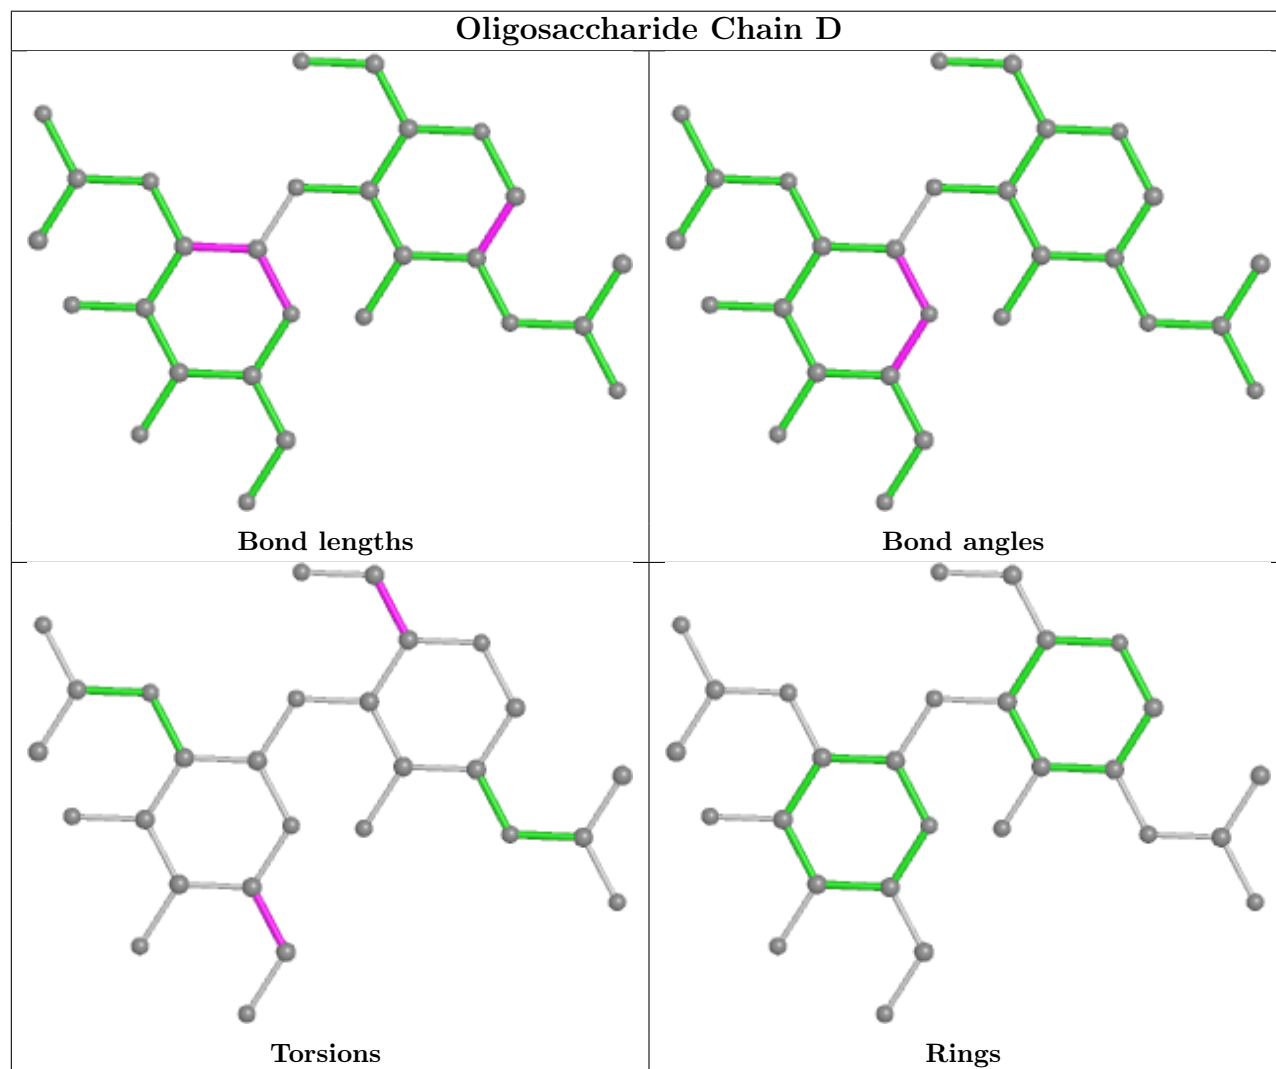 Oligosaccharide Chain D
Bond lengths
Bond angles
Torsions
Rings